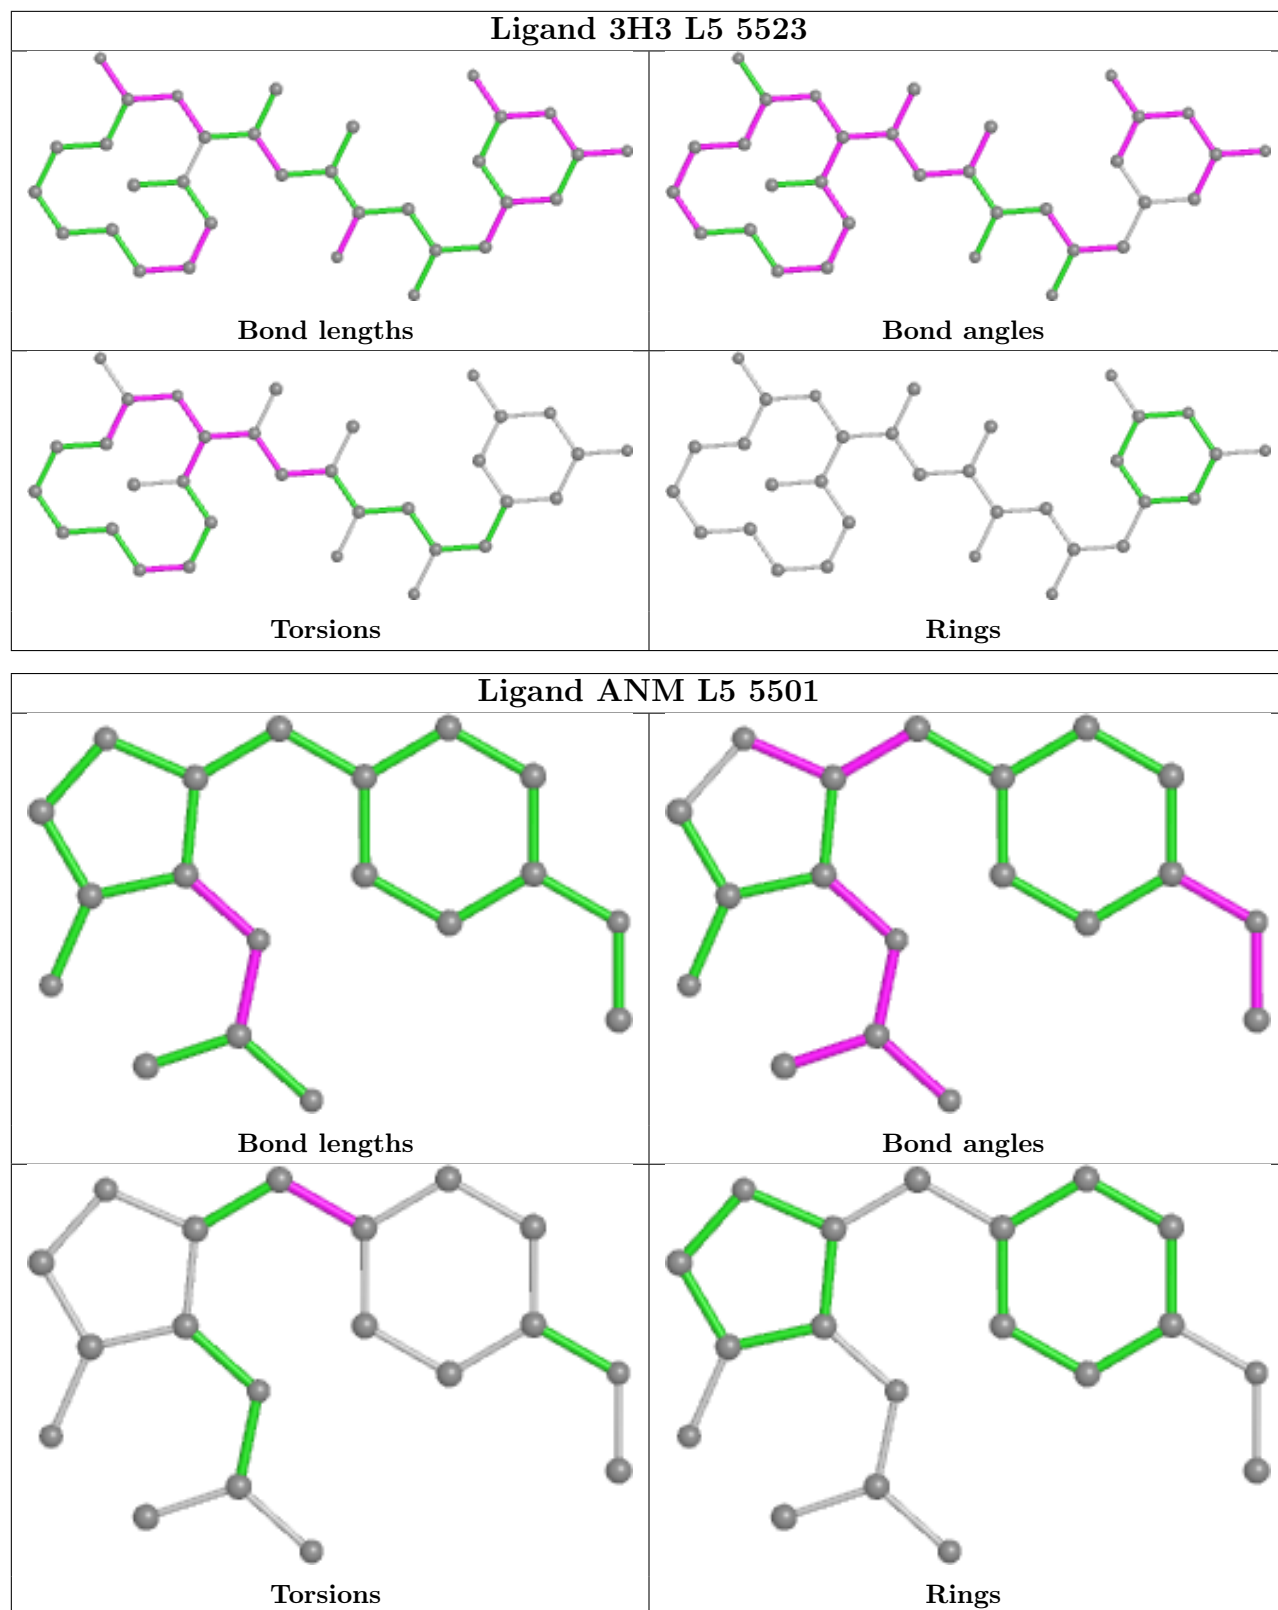 Ligand 3H3 L5 5523
Bond lengths
Bond angles
Torsions
Rings
Ligand ANM L5 5501
Bond lengths
Bond angles
Torsions
Rings